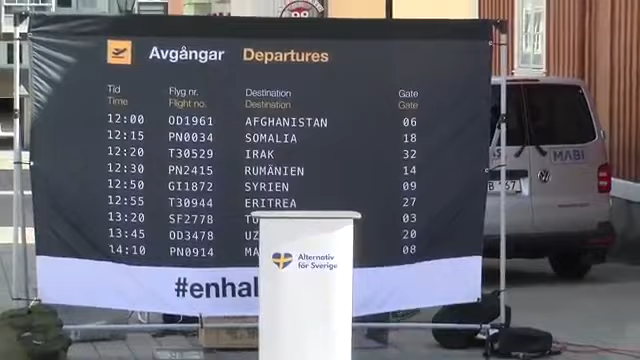 Avgångar Departures
Tid Flyg nr. Destination Gate
Time Flight no. Destination Gate
12:00 OD1961 AFGHANISTAN 06
12:15 PN0034 SOMALIA 18
12:20 T30529 IRAK 32
12:30 PN2415 RUMÄNIEN 14
12:50 GI1872 SYRIEN 09
12:55 T30944 ERITREA 27
13:20 SF2778 03
13:45 OD3478 UZ 20
14:10 PN0914 MA 08
#enhal
Alternativ
för Sverige
MABI